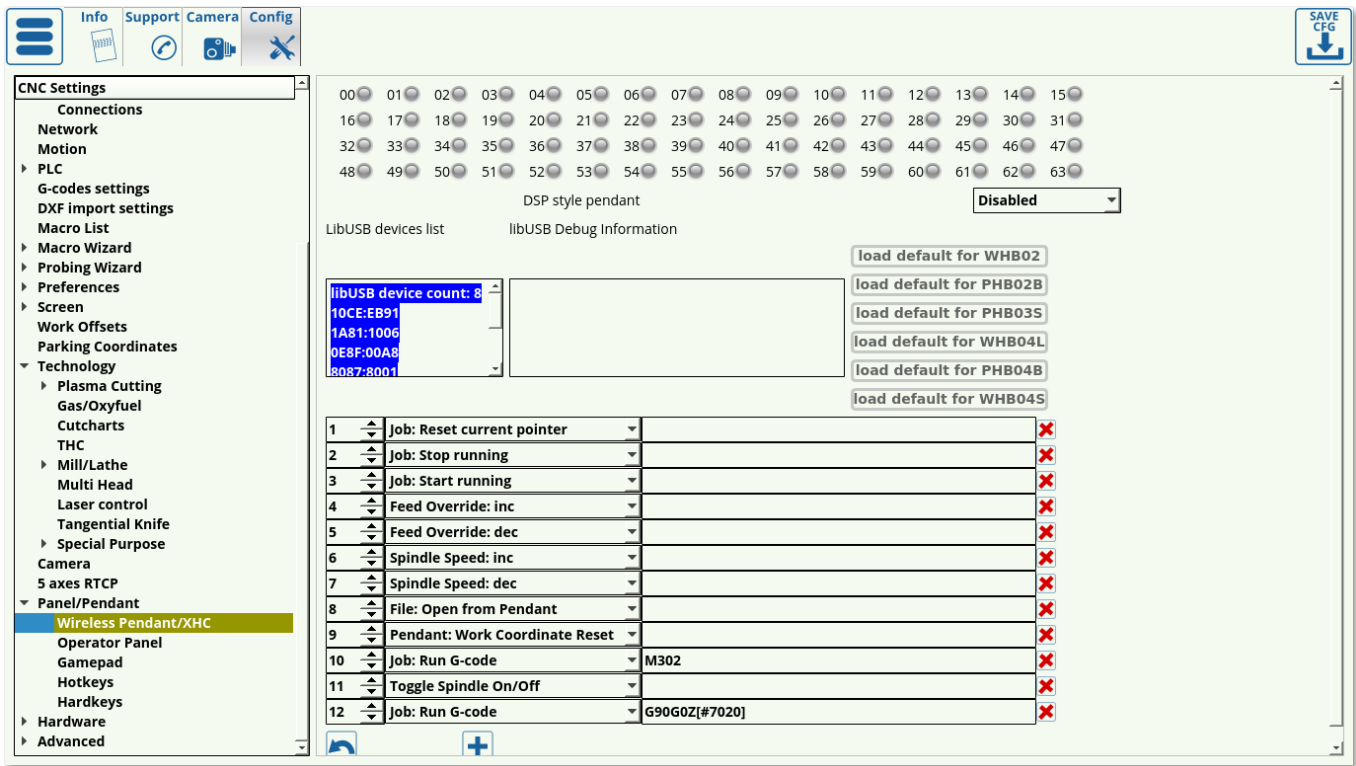 Info Support Camera Config
SAVE
CFG
CNC Settings
Connections
Network
Motion
PLC
G-codes settings
DXF import settings
Macro List
Macro Wizard
Probing Wizard
Preferences
Screen
Work Offsets
Parking Coordinates
Technology
Plasma Cutting
Gas/Oxyfuel
Cutcharts
THC
Mill/Lathe
Multi Head
Laser control
Tangential Knife
Special Purpose
Camera
5 axes RTCP
Panel/Pendant
Wireless Pendant/XHC
Operator Panel
Gamepad
Hotkeys
Hardkeys
Hardware
Advanced
00 01 02 03 04 05 06 07 08 09 10 11 12 13 14 15
16 17 18 19 20 21 22 23 24 25 26 27 28 29 30 31
32 33 34 35 36 37 38 39 40 41 42 43 44 45 46 47
48 49 50 51 52 53 54 55 56 57 58 59 60 61 62 63
DSP style pendant Disabled
LibUSB devices list libUSB Debug Information
libUSB device count: 8
10CE:EB91
1A81:1006
0E8F:00A8
8087:8001
load default for WHB02
load default for PHB02B
load default for PHB03S
load default for WHB04L
load default for PHB04B
load default for WHB04S
1 Job: Reset current pointer
2 Job: Stop running
3 Job: Start running
4 Feed Override: inc
5 Feed Override: dec
6 Spindle Speed: inc
7 Spindle Speed: dec
8 File: Open from Pendant
9 Pendant: Work Coordinate Reset
10 Job: Run G-code M302
11 Toggle Spindle On/Off
12 Job: Run G-code G90G0Z[#7020]